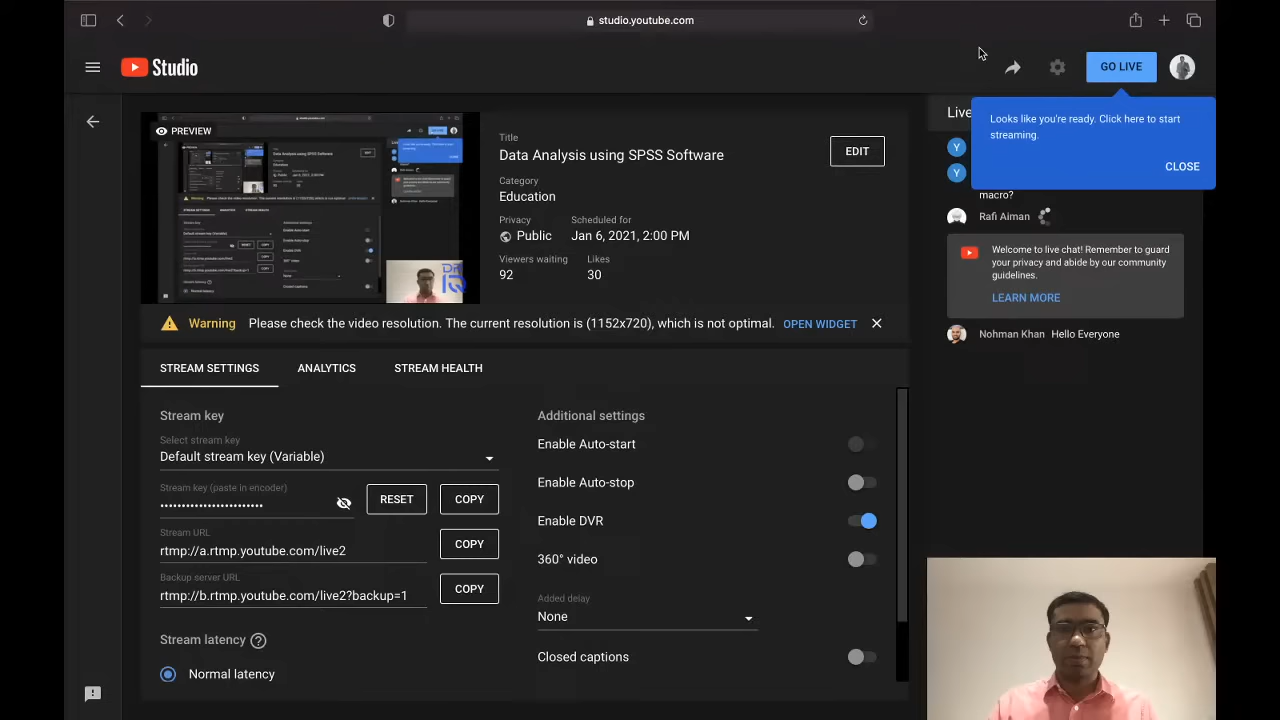 studio.youtube.com
Studio
GO LIVE
Looks like you're ready. Click here to start
streaming.
CLOSE
PREVIEW
Title
Data Analysis using SPSS Software
EDIT
Category
Education
Privacy
Public
Scheduled for
Jan 6, 2021, 2:00 PM
Viewers waiting
92
Likes
30
Live
Y
Y
macro?
Rafi Aiman
Welcome to live chat! Remember to guard
your privacy and abide by our community
guidelines.
LEARN MORE
Nohman Khan Hello Everyone
Warning Please check the video resolution. The current resolution is (1152x720), which is not optimal. OPEN WIDGET
STREAM SETTINGS
ANALYTICS
STREAM HEALTH
Stream key
Select stream key
Default stream key (Variable)
Stream key (paste in encoder)
••••••••••••••••••••••••
RESET
COPY
Stream URL
rtmp://a.rtmp.youtube.com/live2
COPY
Backup server URL
rtmp://b.rtmp.youtube.com/live2?backup=1
COPY
Stream latency
Normal latency
Additional settings
Enable Auto-start
Enable Auto-stop
Enable DVR
360° video
Added delay
None
Closed captions